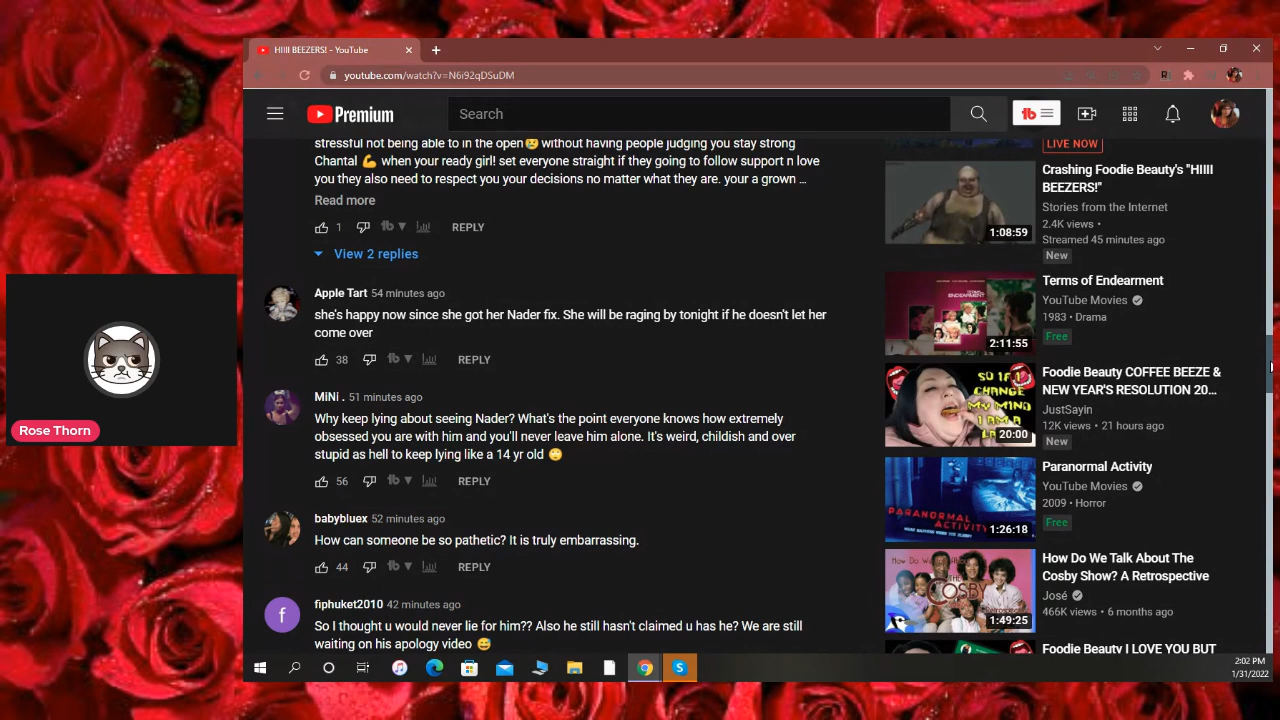 HIIII BEEZERS! - YouTube
youtube.com/watch?v=N6i92qDSuDM
Premium
Search
stressful not being able to in the open😢 without having people judging you stay strong
Chantal 💪 when your ready girl! set everyone straight if they going to follow support n love
you They also need to respect you your decisions no matter what they are. your a grown ...
Read more
1
REPLY
View 2 replies
Apple Tart 54 minutes ago
she's happy now since she got her Nader fix. She will be raging by tonight if he doesn't let her
come over
38
REPLY
MiNi . 51 minutes ago
Why keep lying about seeing Nader? What's the point everyone knows how extremely
obsessed you are with him and you'll never leave him alone. It's weird, childish and over
stupid as hell to keep lying like a 14 yr old 🙄
56
REPLY
babybluex 52 minutes ago
How can someone be so pathetic? It is truly embarrassing.
44
REPLY
f
fiphuket2010 42 minutes ago
So I thought u would never lie for him?? Also he still hasn't claimed u has he? We are still
waiting on his apology video 😅
LIVE NOW
1:08:59
Crashing Foodie Beauty's "HIIII
BEEZERS!"
Stories from the Internet
2.4K views •
Streamed 45 minutes ago
New
2:11:55
Terms of Endearment
YouTube Movies
1983 • Drama
Free
SO IF I
CHANGE
MY MIND
I AM A
20:00
Foodie Beauty COFFEE BEEZE &
NEW YEAR'S RESOLUTION 20...
JustSayin
12K views • 21 hours ago
New
PARANORMAL
ACTIVITY
1:26:18
Paranormal Activity
YouTube Movies
2009 • Horror
Free
How Do We Talk About
COSBY
1:49:25
How Do We Talk About The
Cosby Show? A Retrospective
José
466K views • 6 months ago
Foodie Beauty I LOVE YOU BUT
Rose Thorn
2:02 PM
1/31/2022